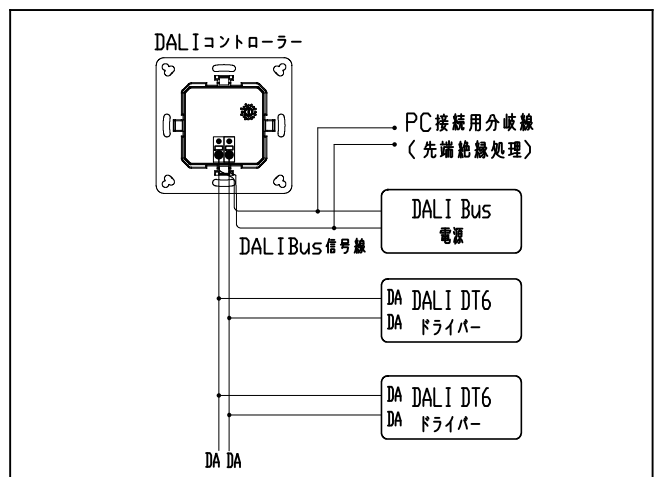 DALIコントローラー
PC接続用分岐線
(先端絶縁処理)
DALI Bus
電源
DALIBus信号線
DA DALI DT6
DA ドライバー
DA DALI DT6
DA ドライバー
DA DA